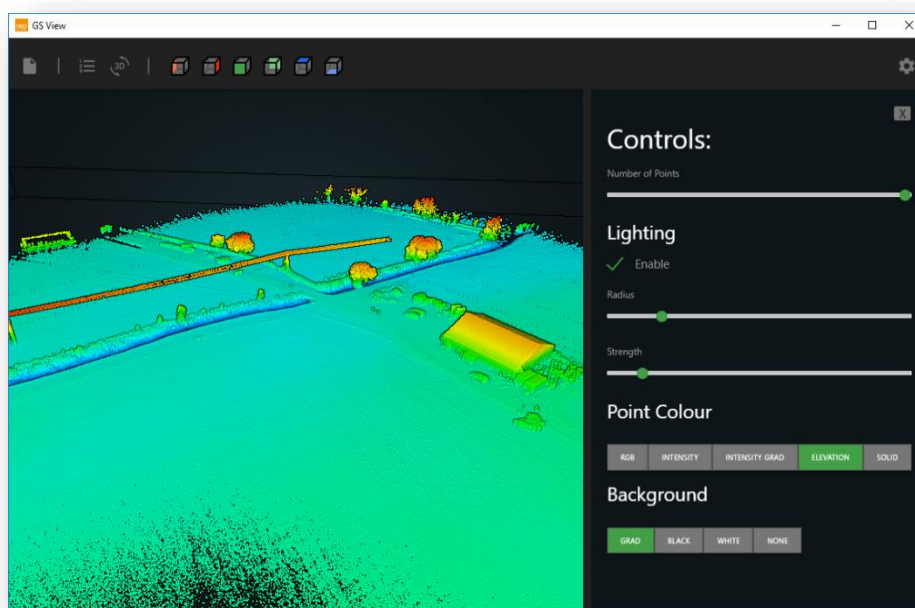 GS View
3D
X
Controls:
Number of Points
Lighting
Enable
Radius
Strength
Point Colour
RGB INTENSITY INTENSITY GRAD ELEVATION SOLID
Background
GRAD BLACK WHITE NONE